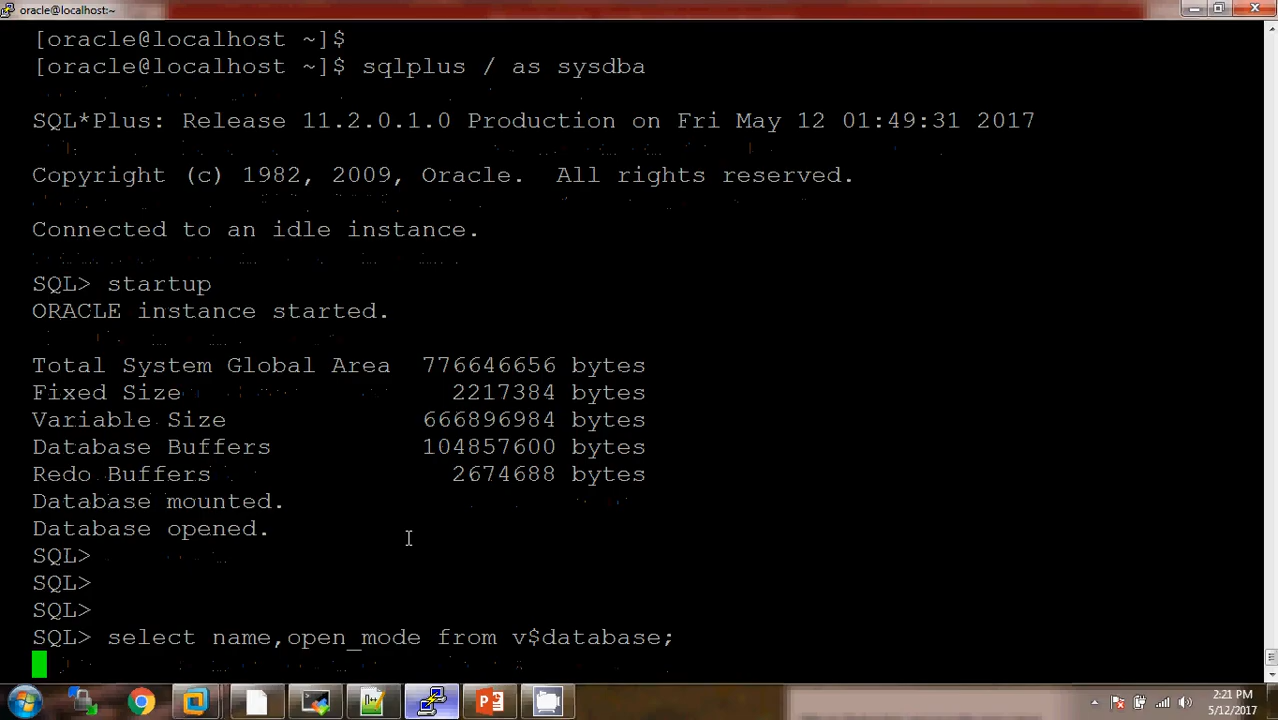 oracle@localhost:~
[oracle@localhost ~]$
[oracle@localhost ~]$ sqlplus / as sysdba
SQL*Plus: Release 11.2.0.1.0 Production on Fri May 12 01:49:31 2017
Copyright (c) 1982, 2009, Oracle.  All rights reserved.
Connected to an idle instance.
SQL> startup
ORACLE instance started.
Total System Global Area  776646656 bytes
Fixed Size                  2217384 bytes
Variable Size             666896984 bytes
Database Buffers          104857600 bytes
Redo Buffers                2674688 bytes
Database mounted.
Database opened.
SQL>
SQL>
SQL>
SQL> select name,open_mode from v$database;
2:21 PM
5/12/2017